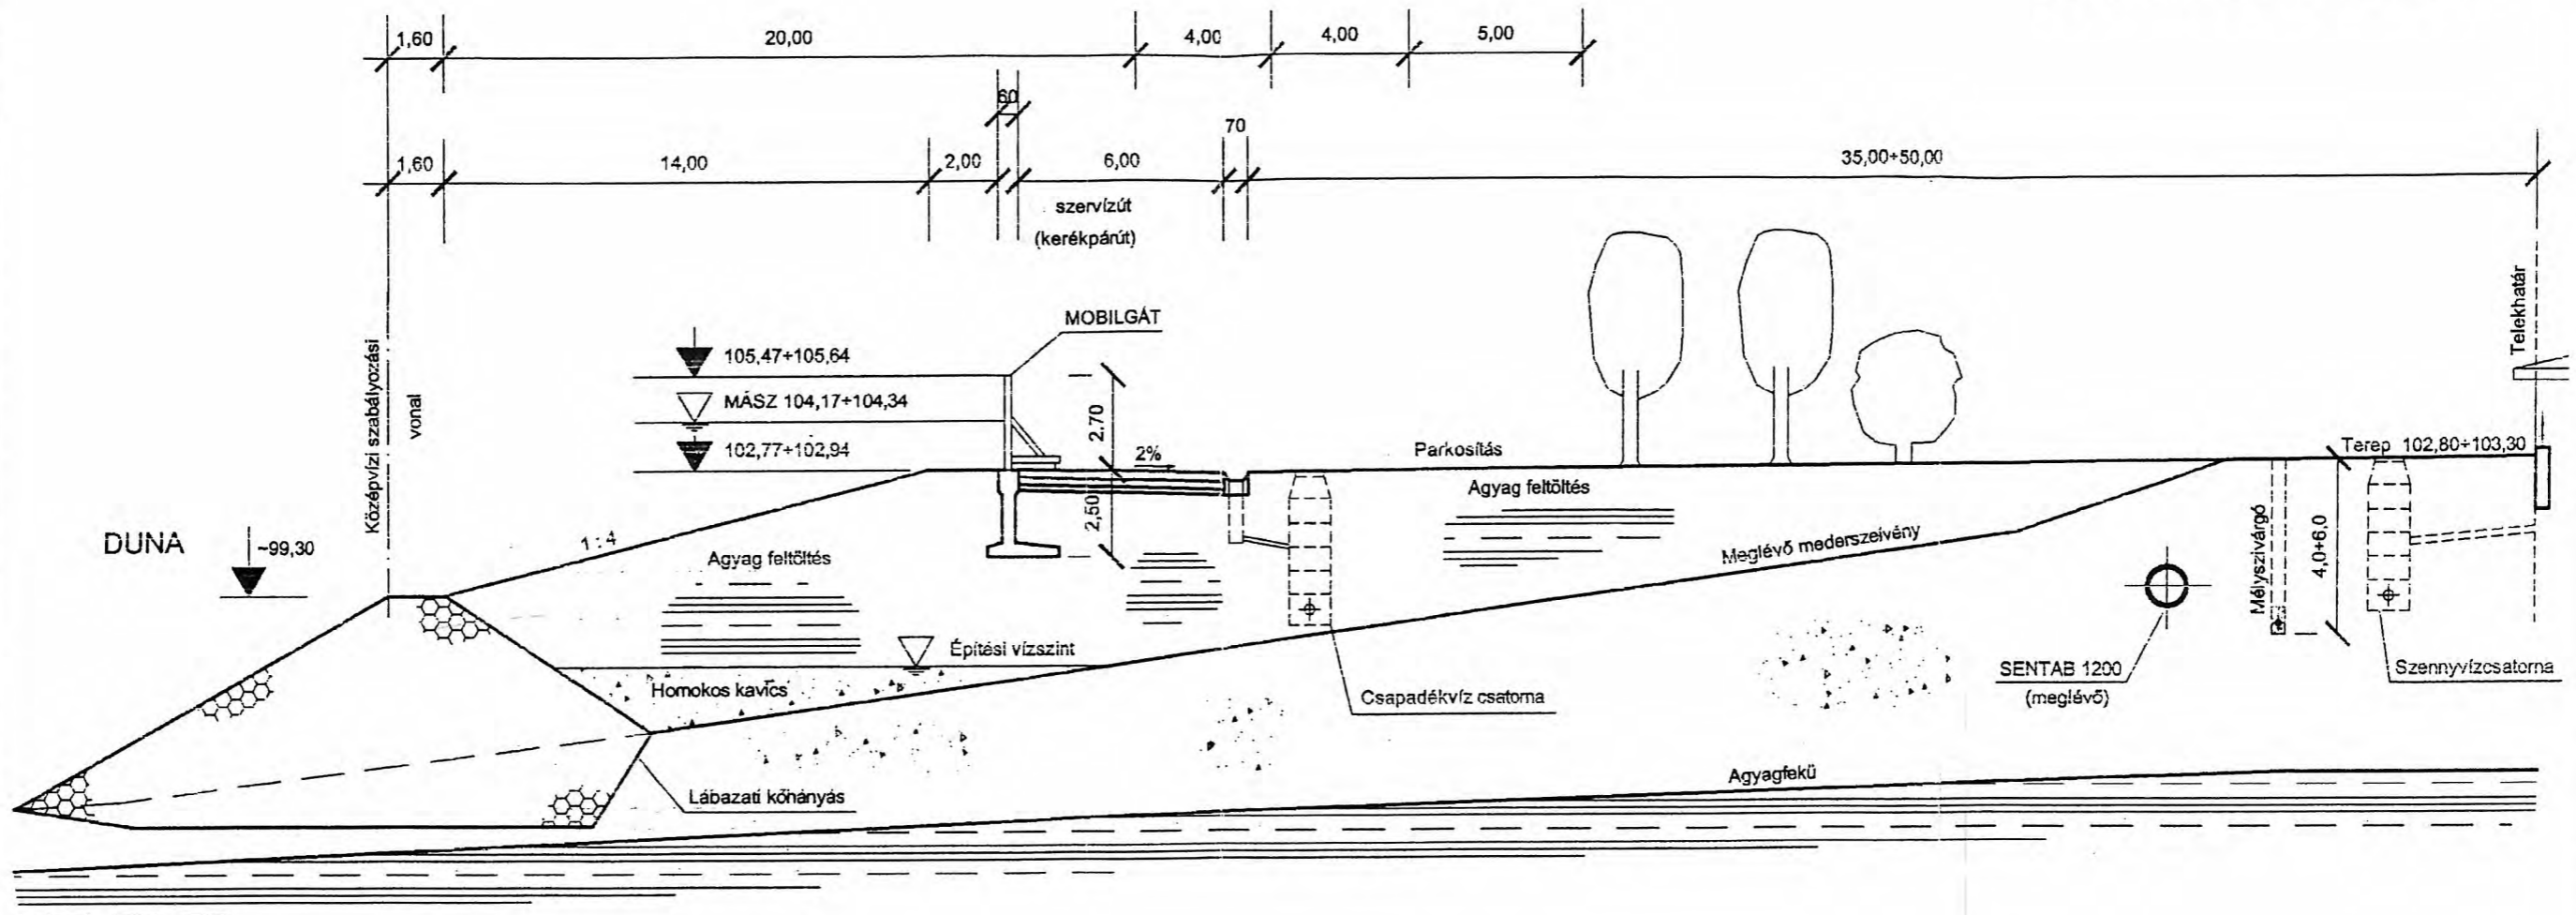 1,60
20,00
4,00
4,00
5,00
60
70
1,60
14,00
2,00
6,00
35,00÷50,00
szervízút
(kerékpárút)
Középvízi szabályozási
vonal
MOBILGÁT
105,47÷105,64
MÁSZ 104,17÷104,34
102,77÷102,94
2,70
2%
2,50
Parkosítás
Telekhatár
Terep 102,80÷103,30
Agyag feltöltés
DUNA
~99,30
1:4
Agyag feltöltés
Meglévő mederszelvény
Mélyszivárgó
4,0÷6,0
Építési vízszint
Homokos kavics
Csapadékvíz csatorna
SENTAB 1200
(meglévő)
Szennyvízcsatorna
Lábazati kőhányás
Agyagfekü